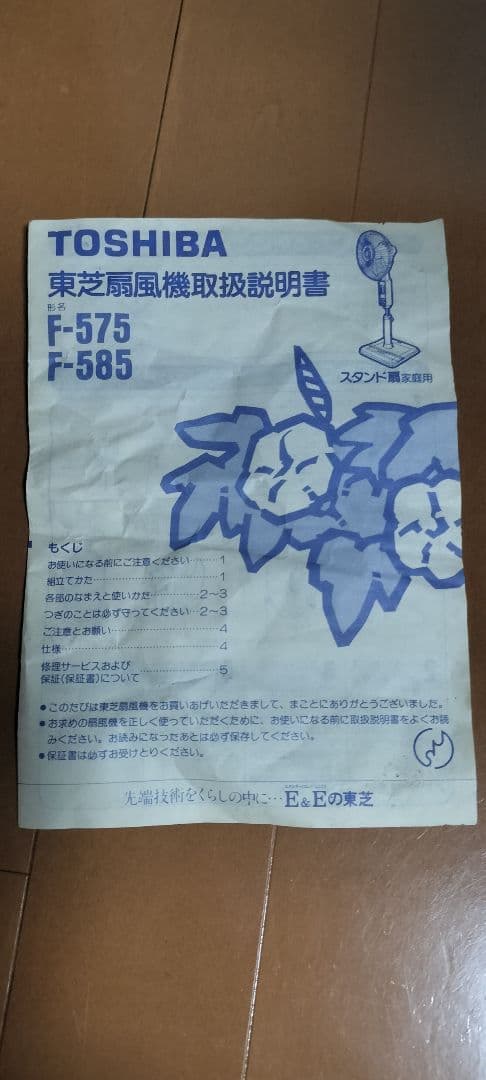 TOSHIBA
東芝扇風機取扱説明書
形名
F-575
F-585
スタンド扇家庭用
もくじ
お使いになる前にご注意ください………1
組立てかた………………………………1
各部のなまえと使いかた…………2〜3
つぎのことは必ず守ってください…2〜3
ご注意とお願い…………………………4
仕様………………………………………4
修理サービスおよび
保証(保証書)について…………………5
●このたびは東芝扇風機をお買いあげいただきまして、まことにありがとうございました。
●お求めの扇風機を正しく使っていただくために、お使いになる前に取扱説明書をよくお読
みください。お読みになったあとは必ず保存してください。
●保証書は必ずお受けとりください。
先端技術をくらしの中に…E&Eの東芝